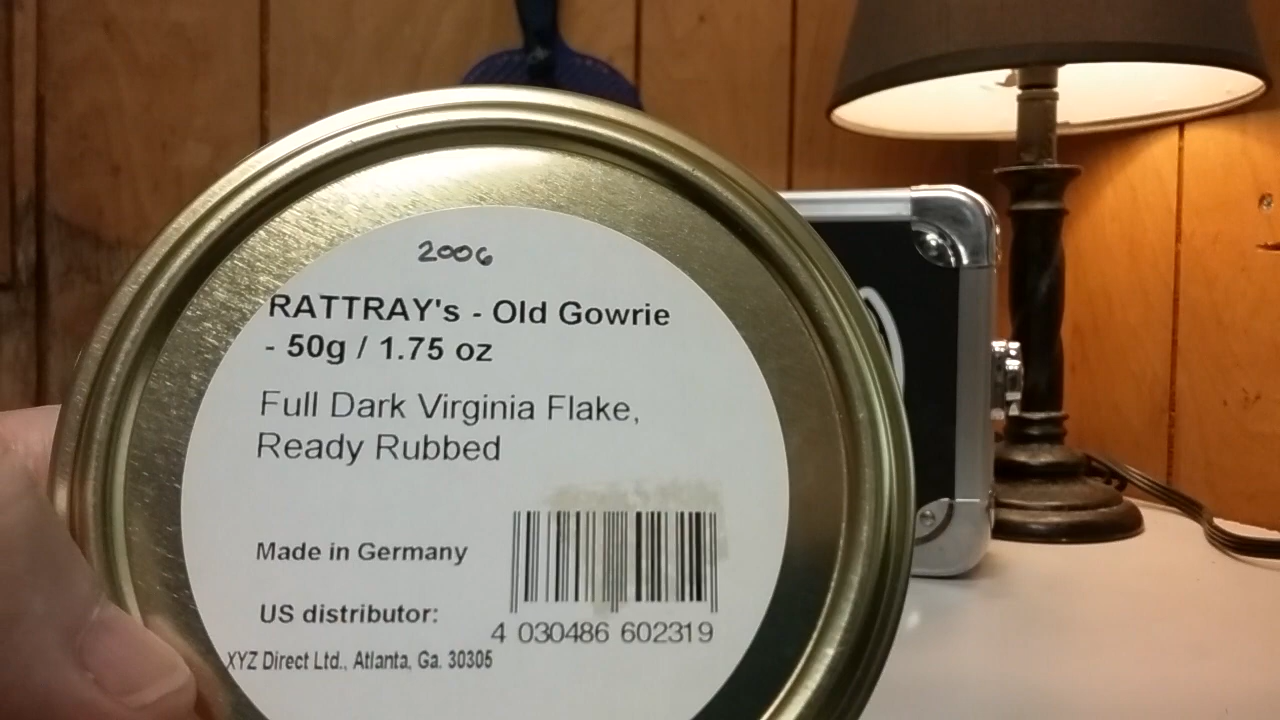 2006
RATTRAY's - Old Gowrie
- 50g / 1.75 oz
Full Dark Virginia Flake,
Ready Rubbed
Made in Germany
US distributor:
4 030486 602319
XYZ Direct Ltd., Atlanta, Ga. 30305